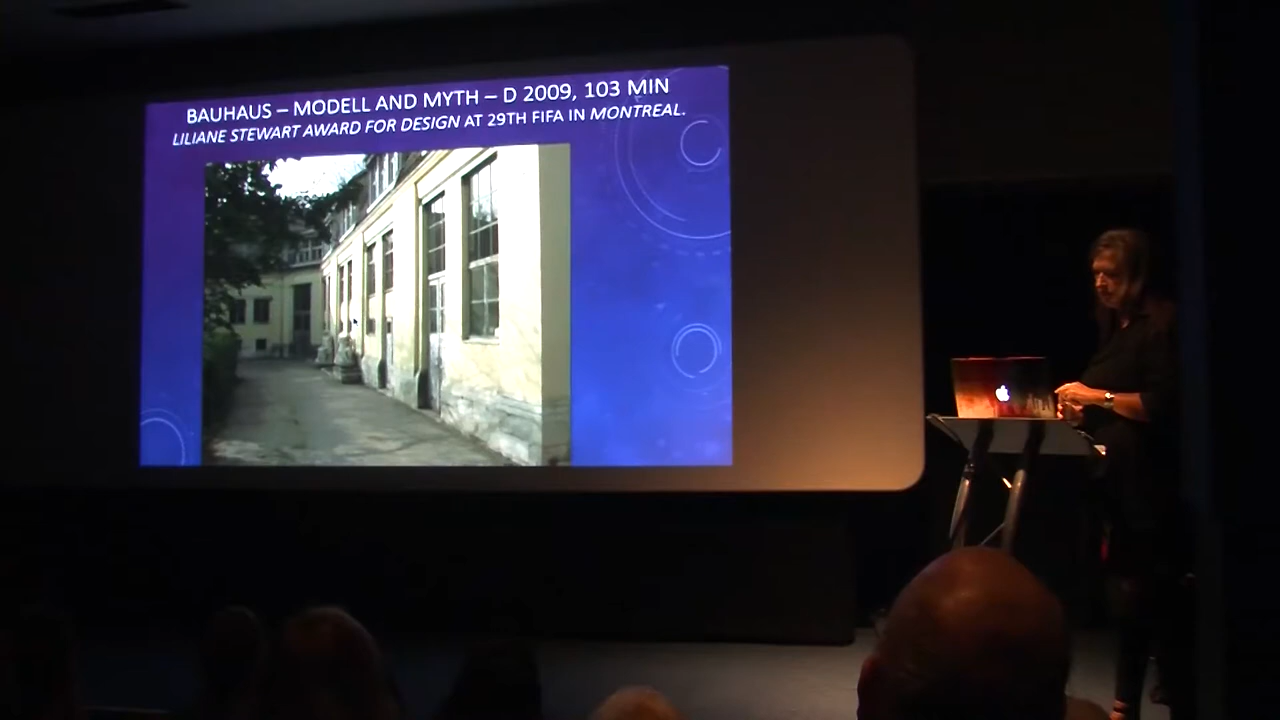 BAUHAUS – MODELL AND MYTH – D 2009, 103 MIN
LILIANE STEWART AWARD FOR DESIGN AT 29TH FIFA IN MONTREAL.